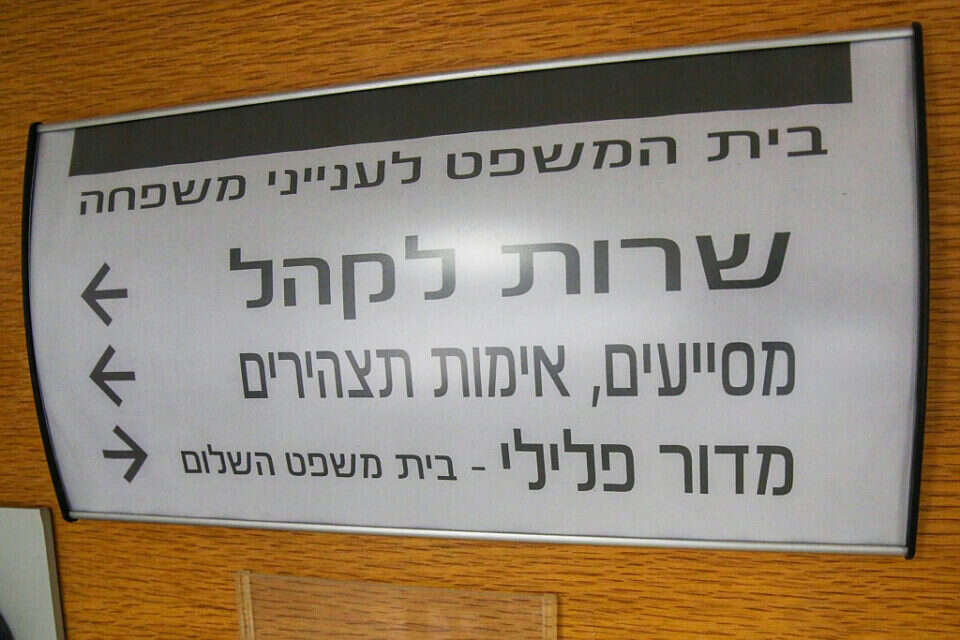 בית המשפט לענייני משפחה
שרות לקהל ←
מסייעים, אימות תצהירים ←
מדור פלילי - בית משפט השלום →